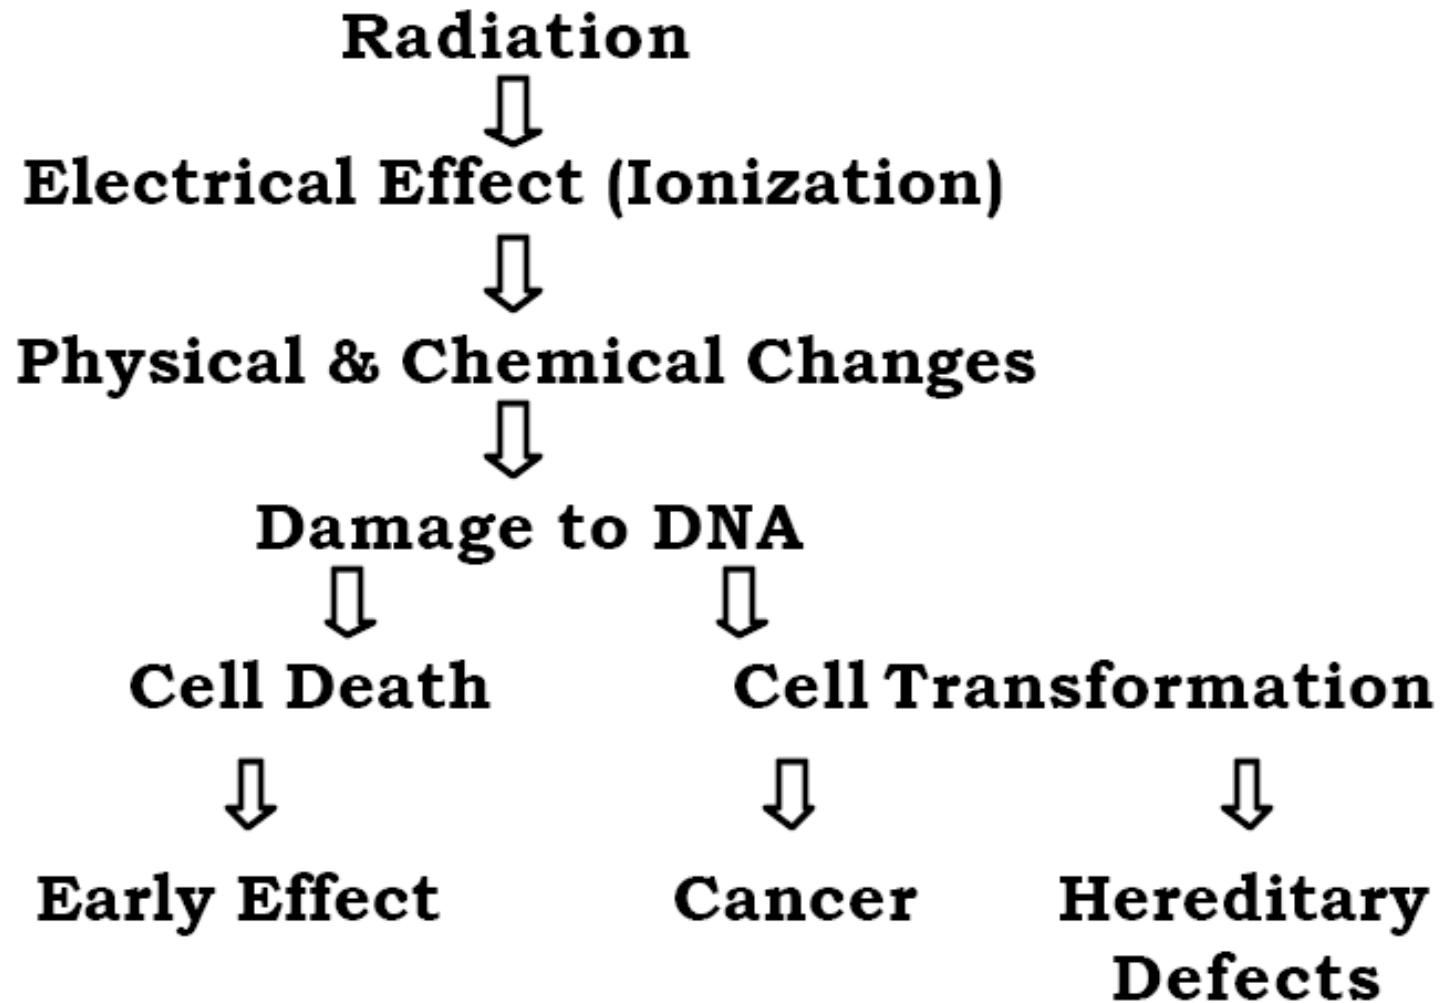 Radiation
Electrical Effect (Ionization)
Physical & Chemical Changes
Damage to DNA
Cell Death
Cell Transformation
Early Effect
Cancer
Hereditary
Defects